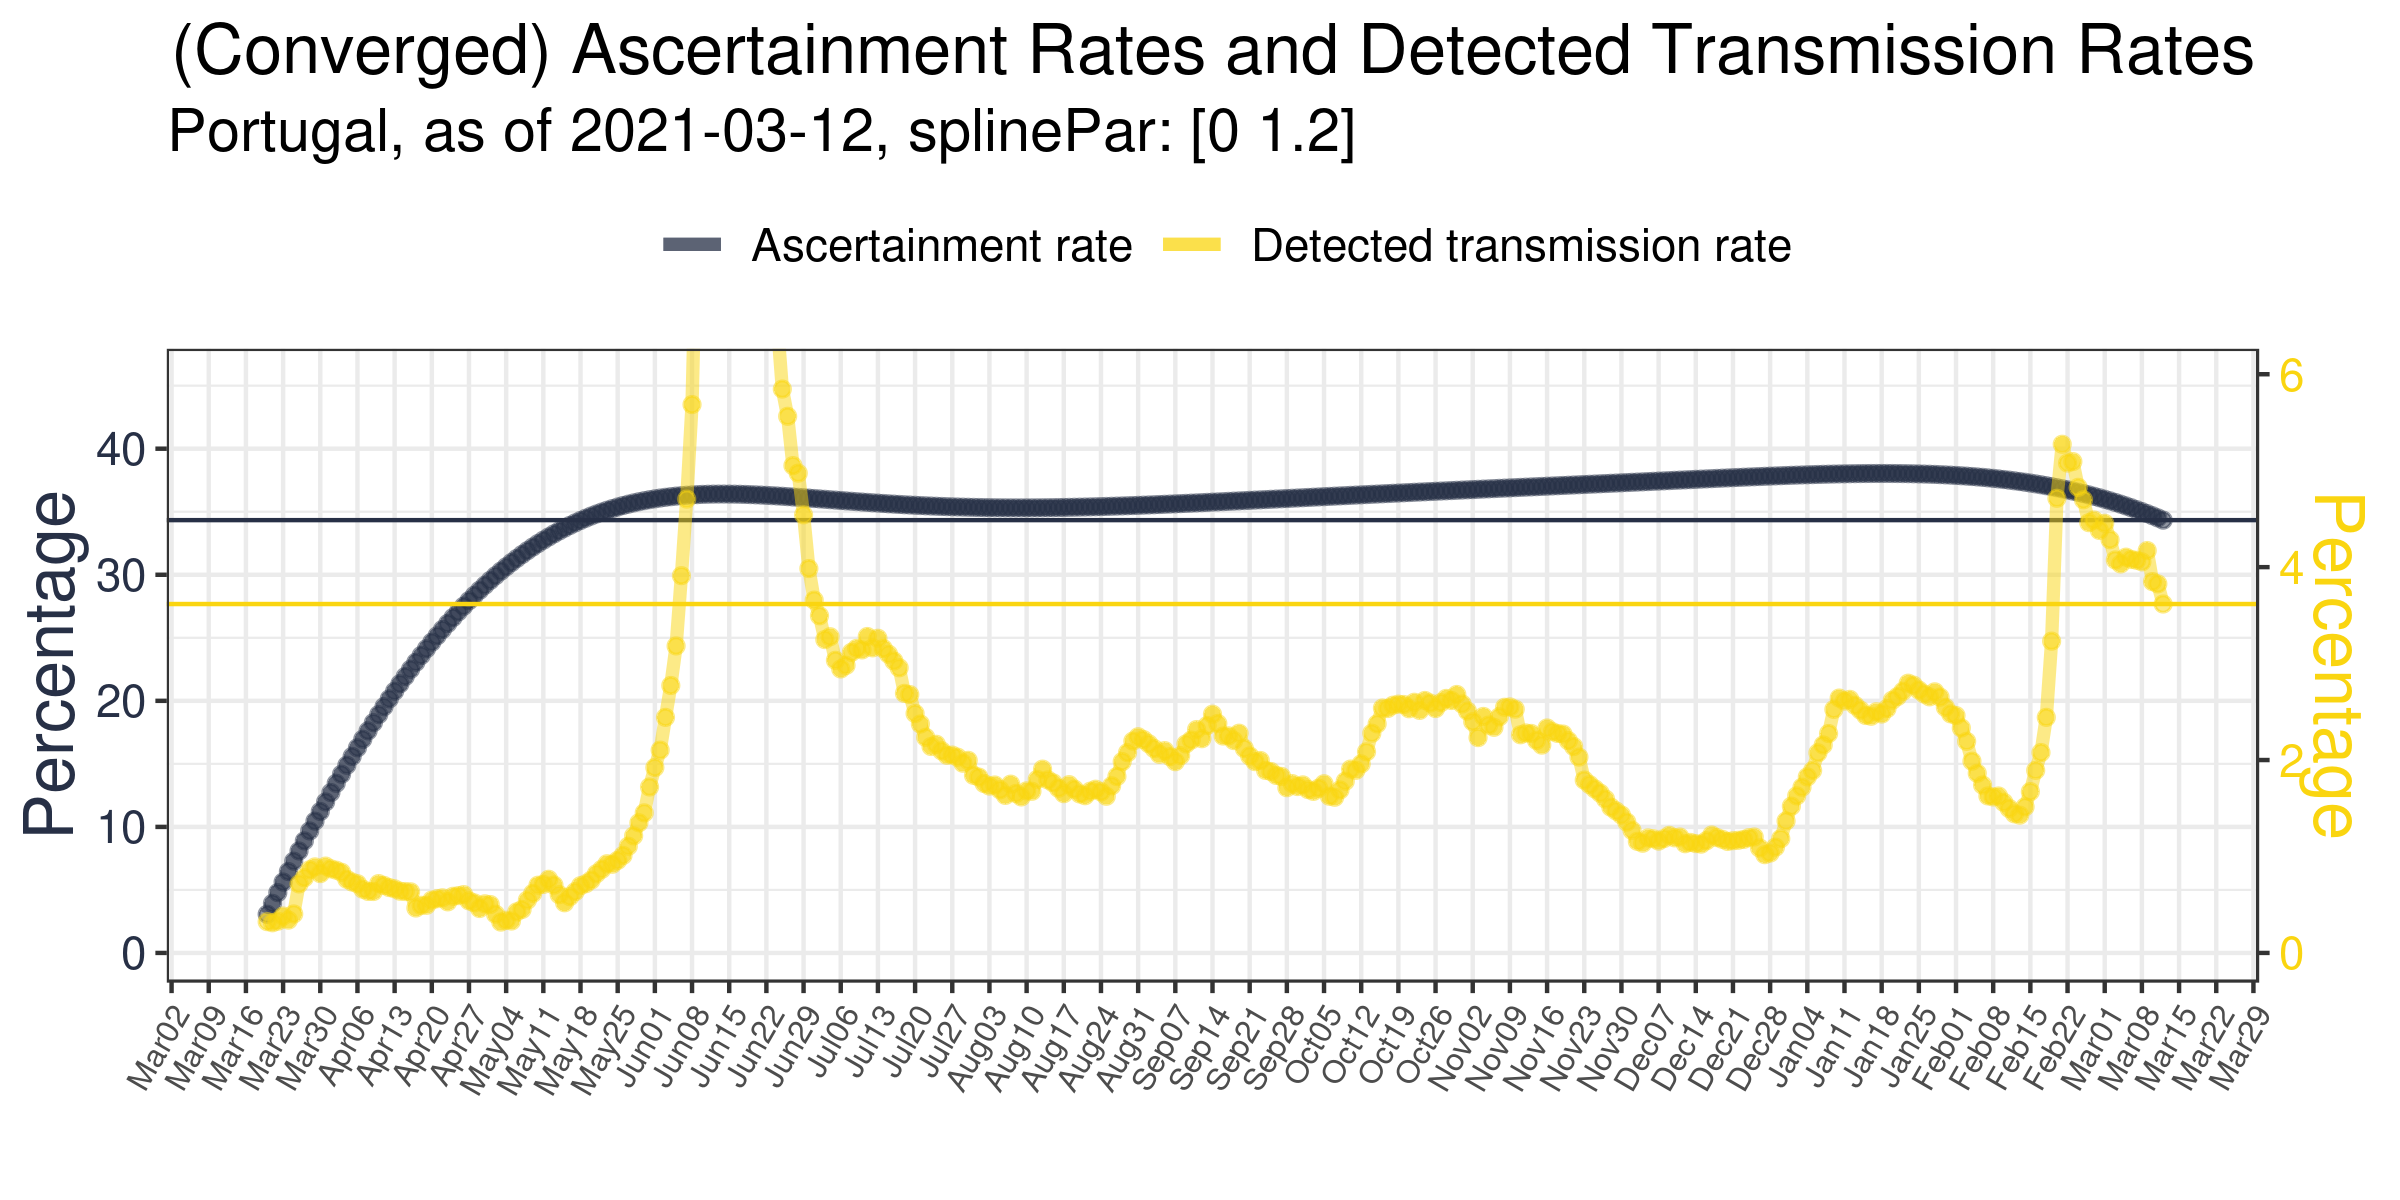 (Converged) Ascertainment Rates and Detected Transmission Rates
Portugal, as of 2021-03-12, splinePar: [0 1.2]
Ascertainment rate
Detected transmission rate
Percentage
40
30
20
10
0
6
4
2
0
Percentage
Mar02
Mar09
Mar16
Mar23
Mar30
Apr06
Apr13
Apr20
Apr27
May04
May11
May18
May25
Jun01
Jun08
Jun15
Jun22
Jun29
Jul06
Jul13
Jul20
Jul27
Aug03
Aug10
Aug17
Aug24
Aug31
Sep07
Sep14
Sep21
Sep28
Oct05
Oct12
Oct19
Oct26
Nov02
Nov09
Nov16
Nov23
Nov30
Dec07
Dec14
Dec21
Dec28
Jan04
Jan11
Jan18
Jan25
Feb01
Feb08
Feb15
Feb22
Mar01
Mar08
Mar15
Mar22
Mar29